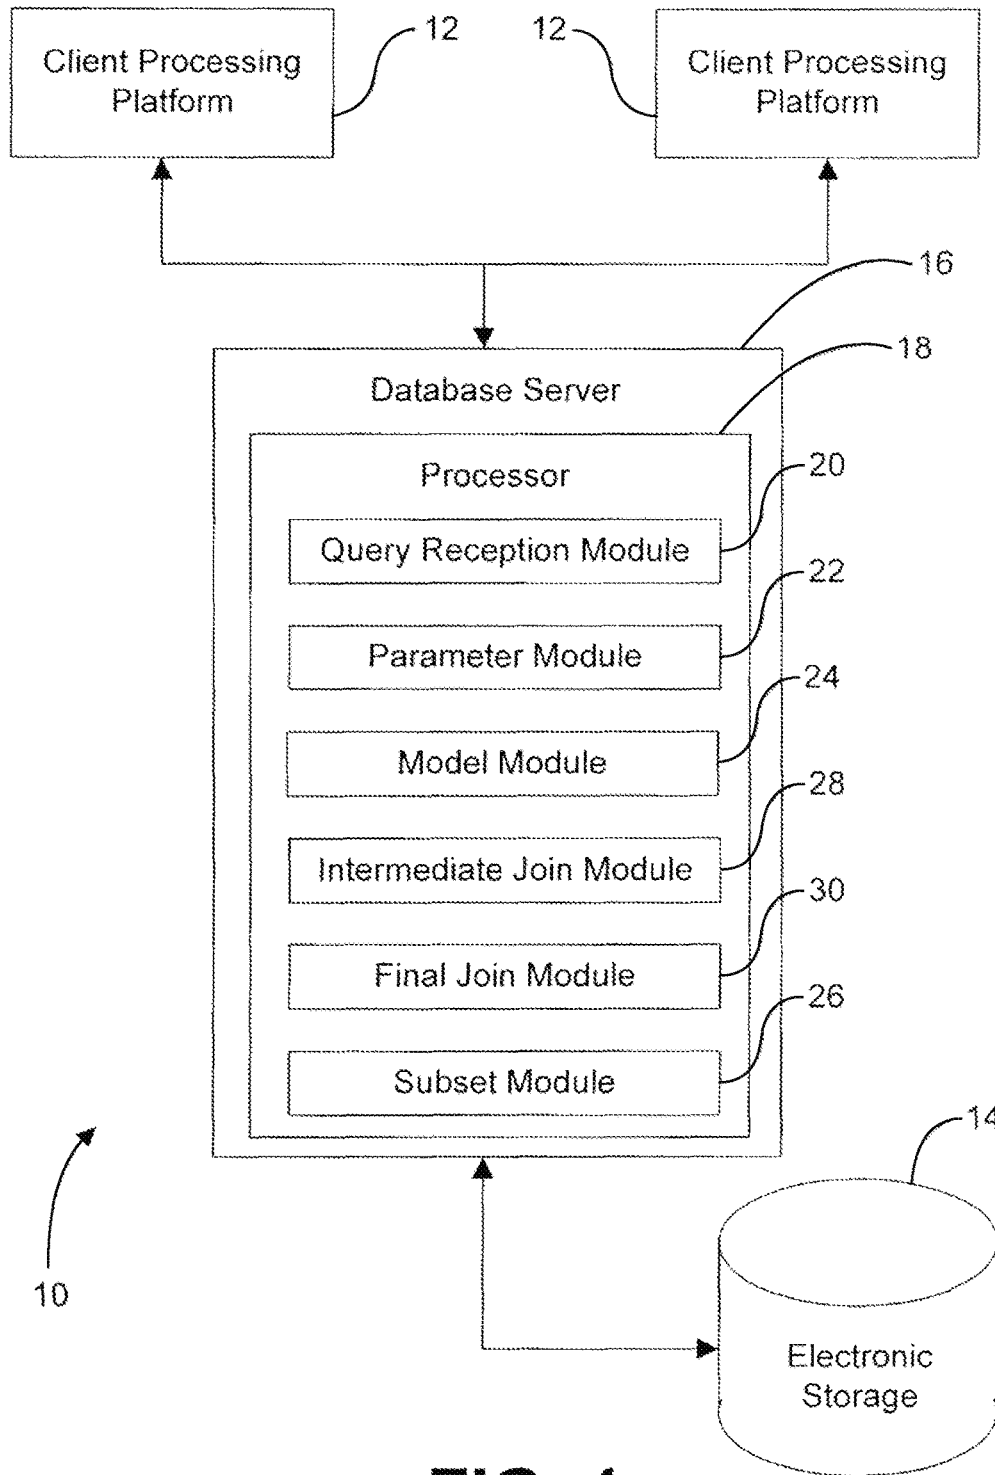 Client Processing
Platform
12
12
Client Processing
Platform
16
Database Server
18
Processor
20
Query Reception Module
22
Parameter Module
24
Model Module
28
Intermediate Join Module
30
Final Join Module
26
Subset Module
14
10
Electronic
Storage